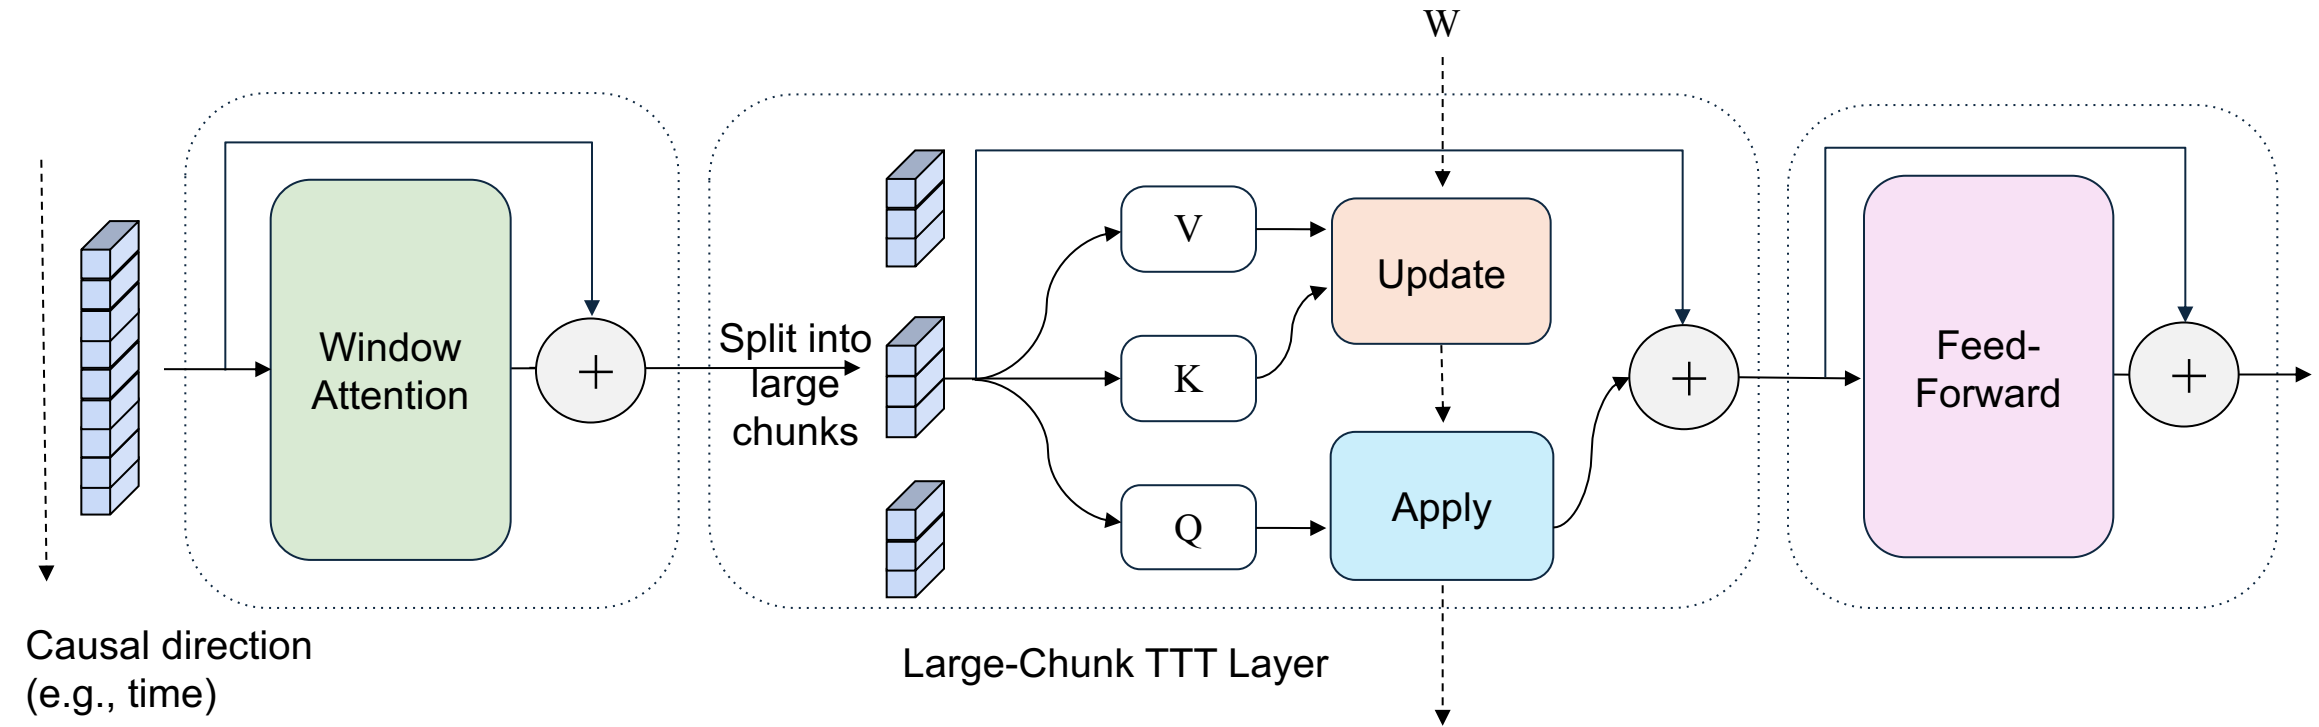 W
Window
Attention
+
Split into
large
chunks
V
K
Q
Update
Apply
+
Feed-
Forward
+
Causal direction
(e.g., time)
Large-Chunk TTT Layer